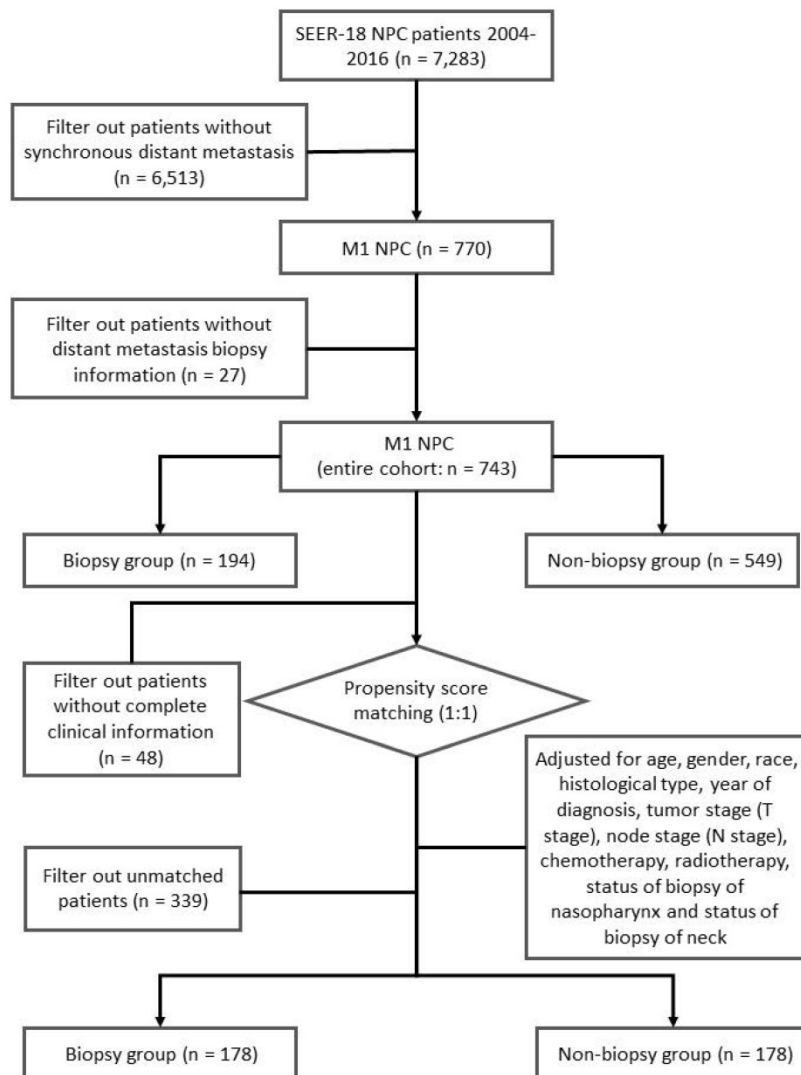 SEER-18 NPC patients 2004-
2016 (n = 7,283)
Filter out patients without
synchronous distant metastasis
(n = 6,513)
M1 NPC (n = 770)
Filter out patients without
distant metastasis biopsy
information (n = 27)
M1 NPC
(entire cohort: n = 743)
Biopsy group (n = 194)
Non-biopsy group (n = 549)
Filter out patients
without complete
clinical information
(n = 48)
Propensity score
matching (1:1)
Adjusted for age, gender, race,
histological type, year of
diagnosis, tumor stage (T
stage), node stage (N stage),
chemotherapy, radiotherapy,
status of biopsy of
nasopharynx and status of
biopsy of neck
Filter out unmatched
patients (n = 339)
Biopsy group (n = 178)
Non-biopsy group (n = 178)